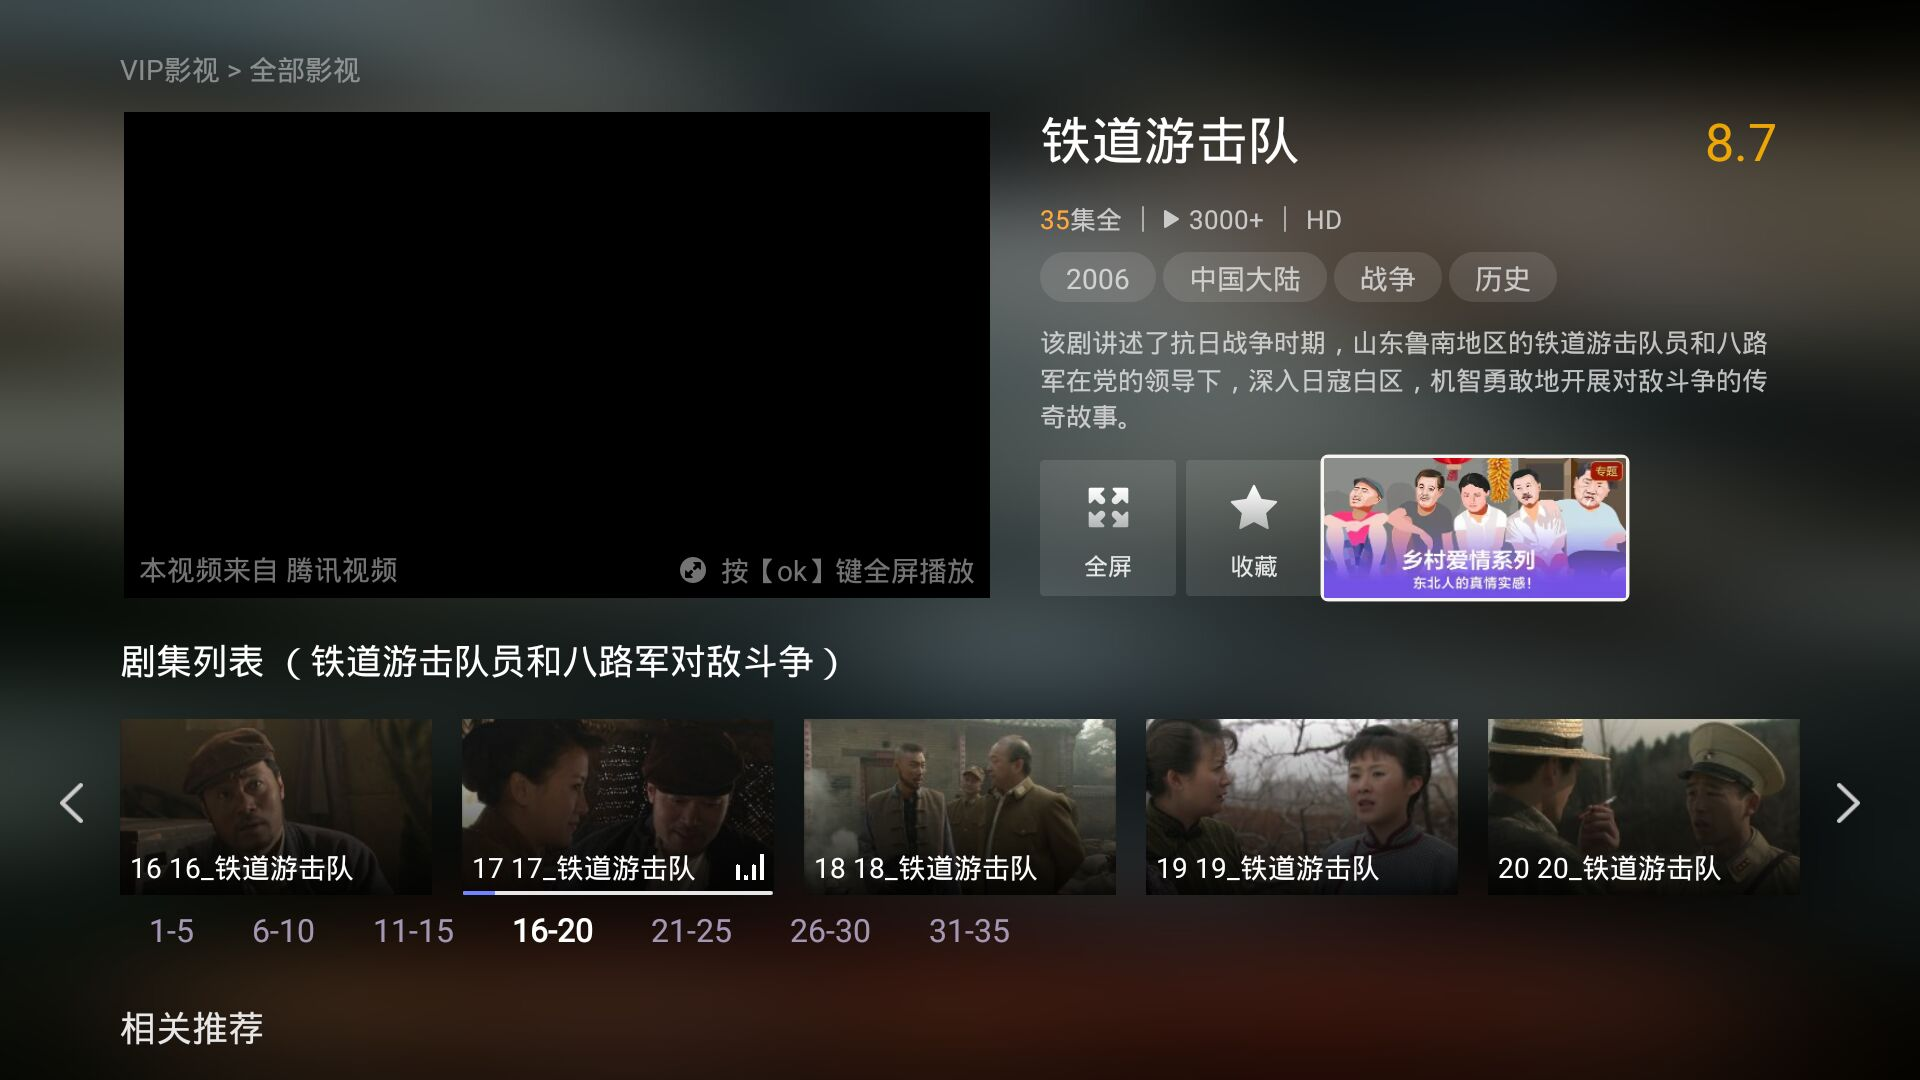 VIP影视 > 全部影视
铁道游击队
8.7
35集全 | 3000+ | HD
2006 中国大陆 战争 历史
该剧讲述了抗日战争时期，山东鲁南地区的铁道游击队员和八路
军在党的领导下，深入日寇白区，机智勇敢地开展对敌斗争的传
奇故事。
本视频来自 腾讯视频
按【ok】键全屏播放
全屏
收藏
专题
乡村爱情系列
东北人的真情实感！
剧集列表 （铁道游击队员和八路军对敌斗争）
16 16_铁道游击队
17 17_铁道游击队
18 18_铁道游击队
19 19_铁道游击队
20 20_铁道游击队
1-5 6-10 11-15 16-20 21-25 26-30 31-35
相关推荐